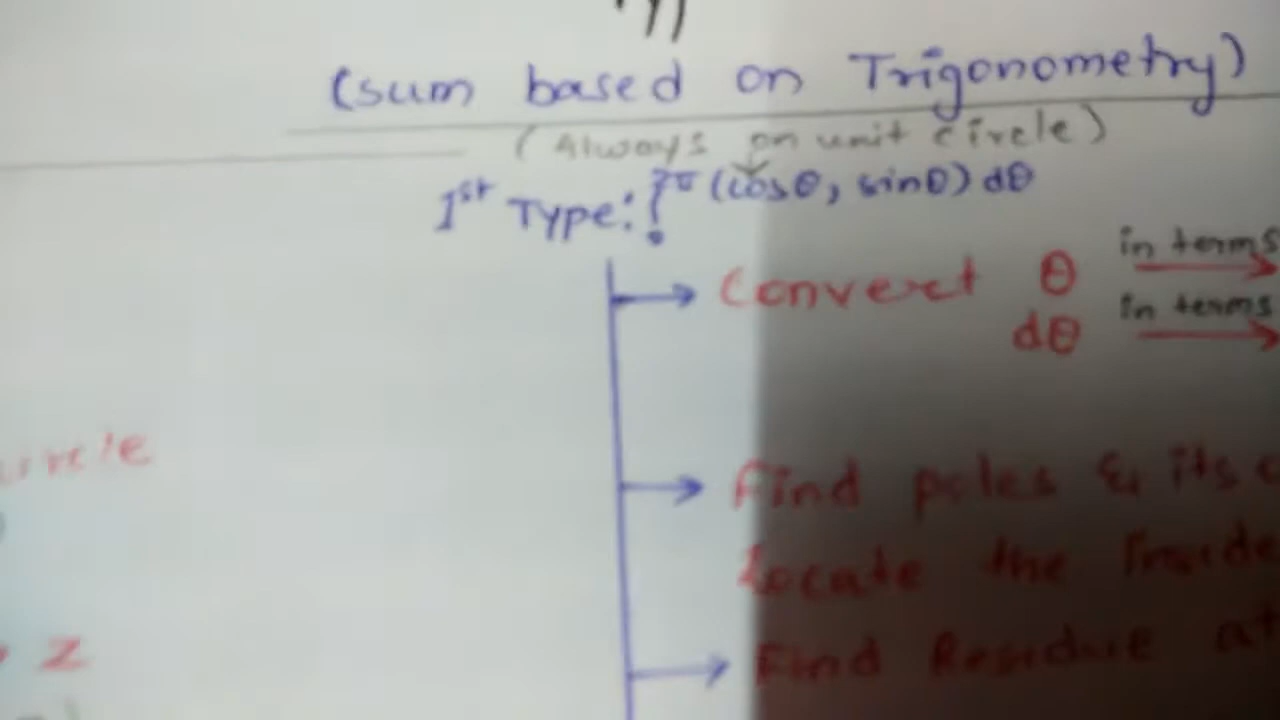 (sum based on Trigonometry)
(Always on unit circle)
1st Type: ∫ 2π (cosθ, sinθ) dθ
Convert θ in terms
dθ in terms
circle
Find poles & its
locate the inside
z
Find Residue at